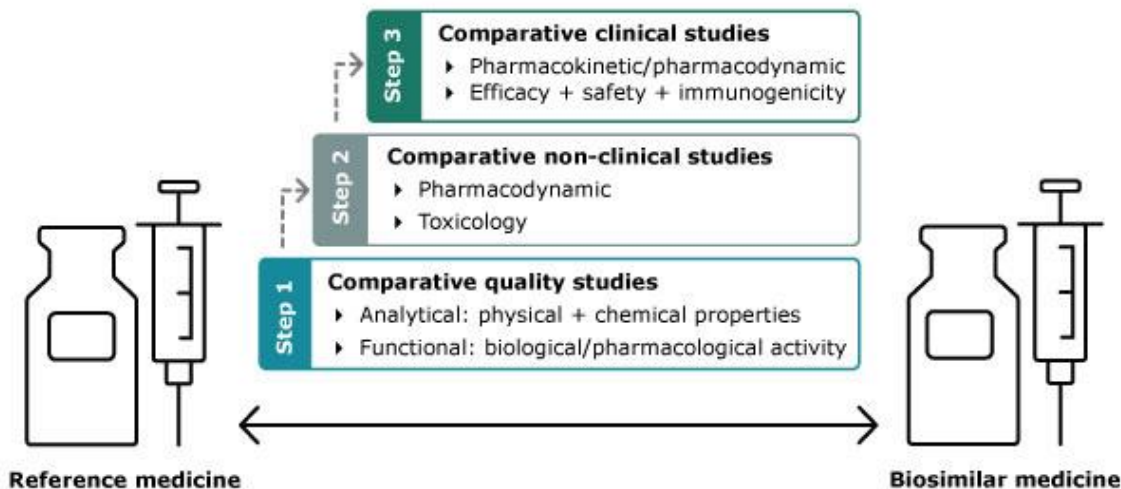 Step 3
Comparative clinical studies
Pharmacokinetic/pharmacodynamic
Efficacy + safety + immunogenicity
Step 2
Comparative non-clinical studies
Pharmacodynamic
Toxicology
Step 1
Comparative quality studies
Analytical: physical + chemical properties
Functional: biological/pharmacological activity
Reference medicine
Biosimilar medicine